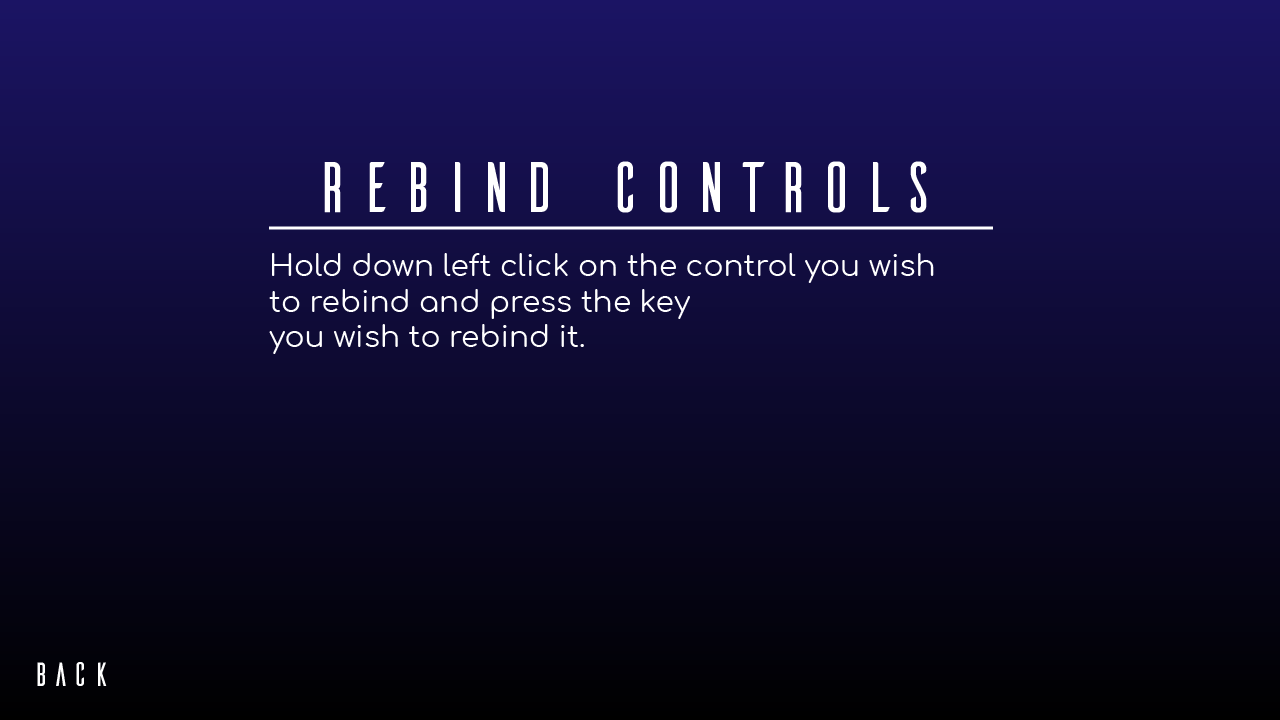 REBIND CONTROLS
Hold down left click on the control you wish
to rebind and press the key
you wish to rebind it.
BACK